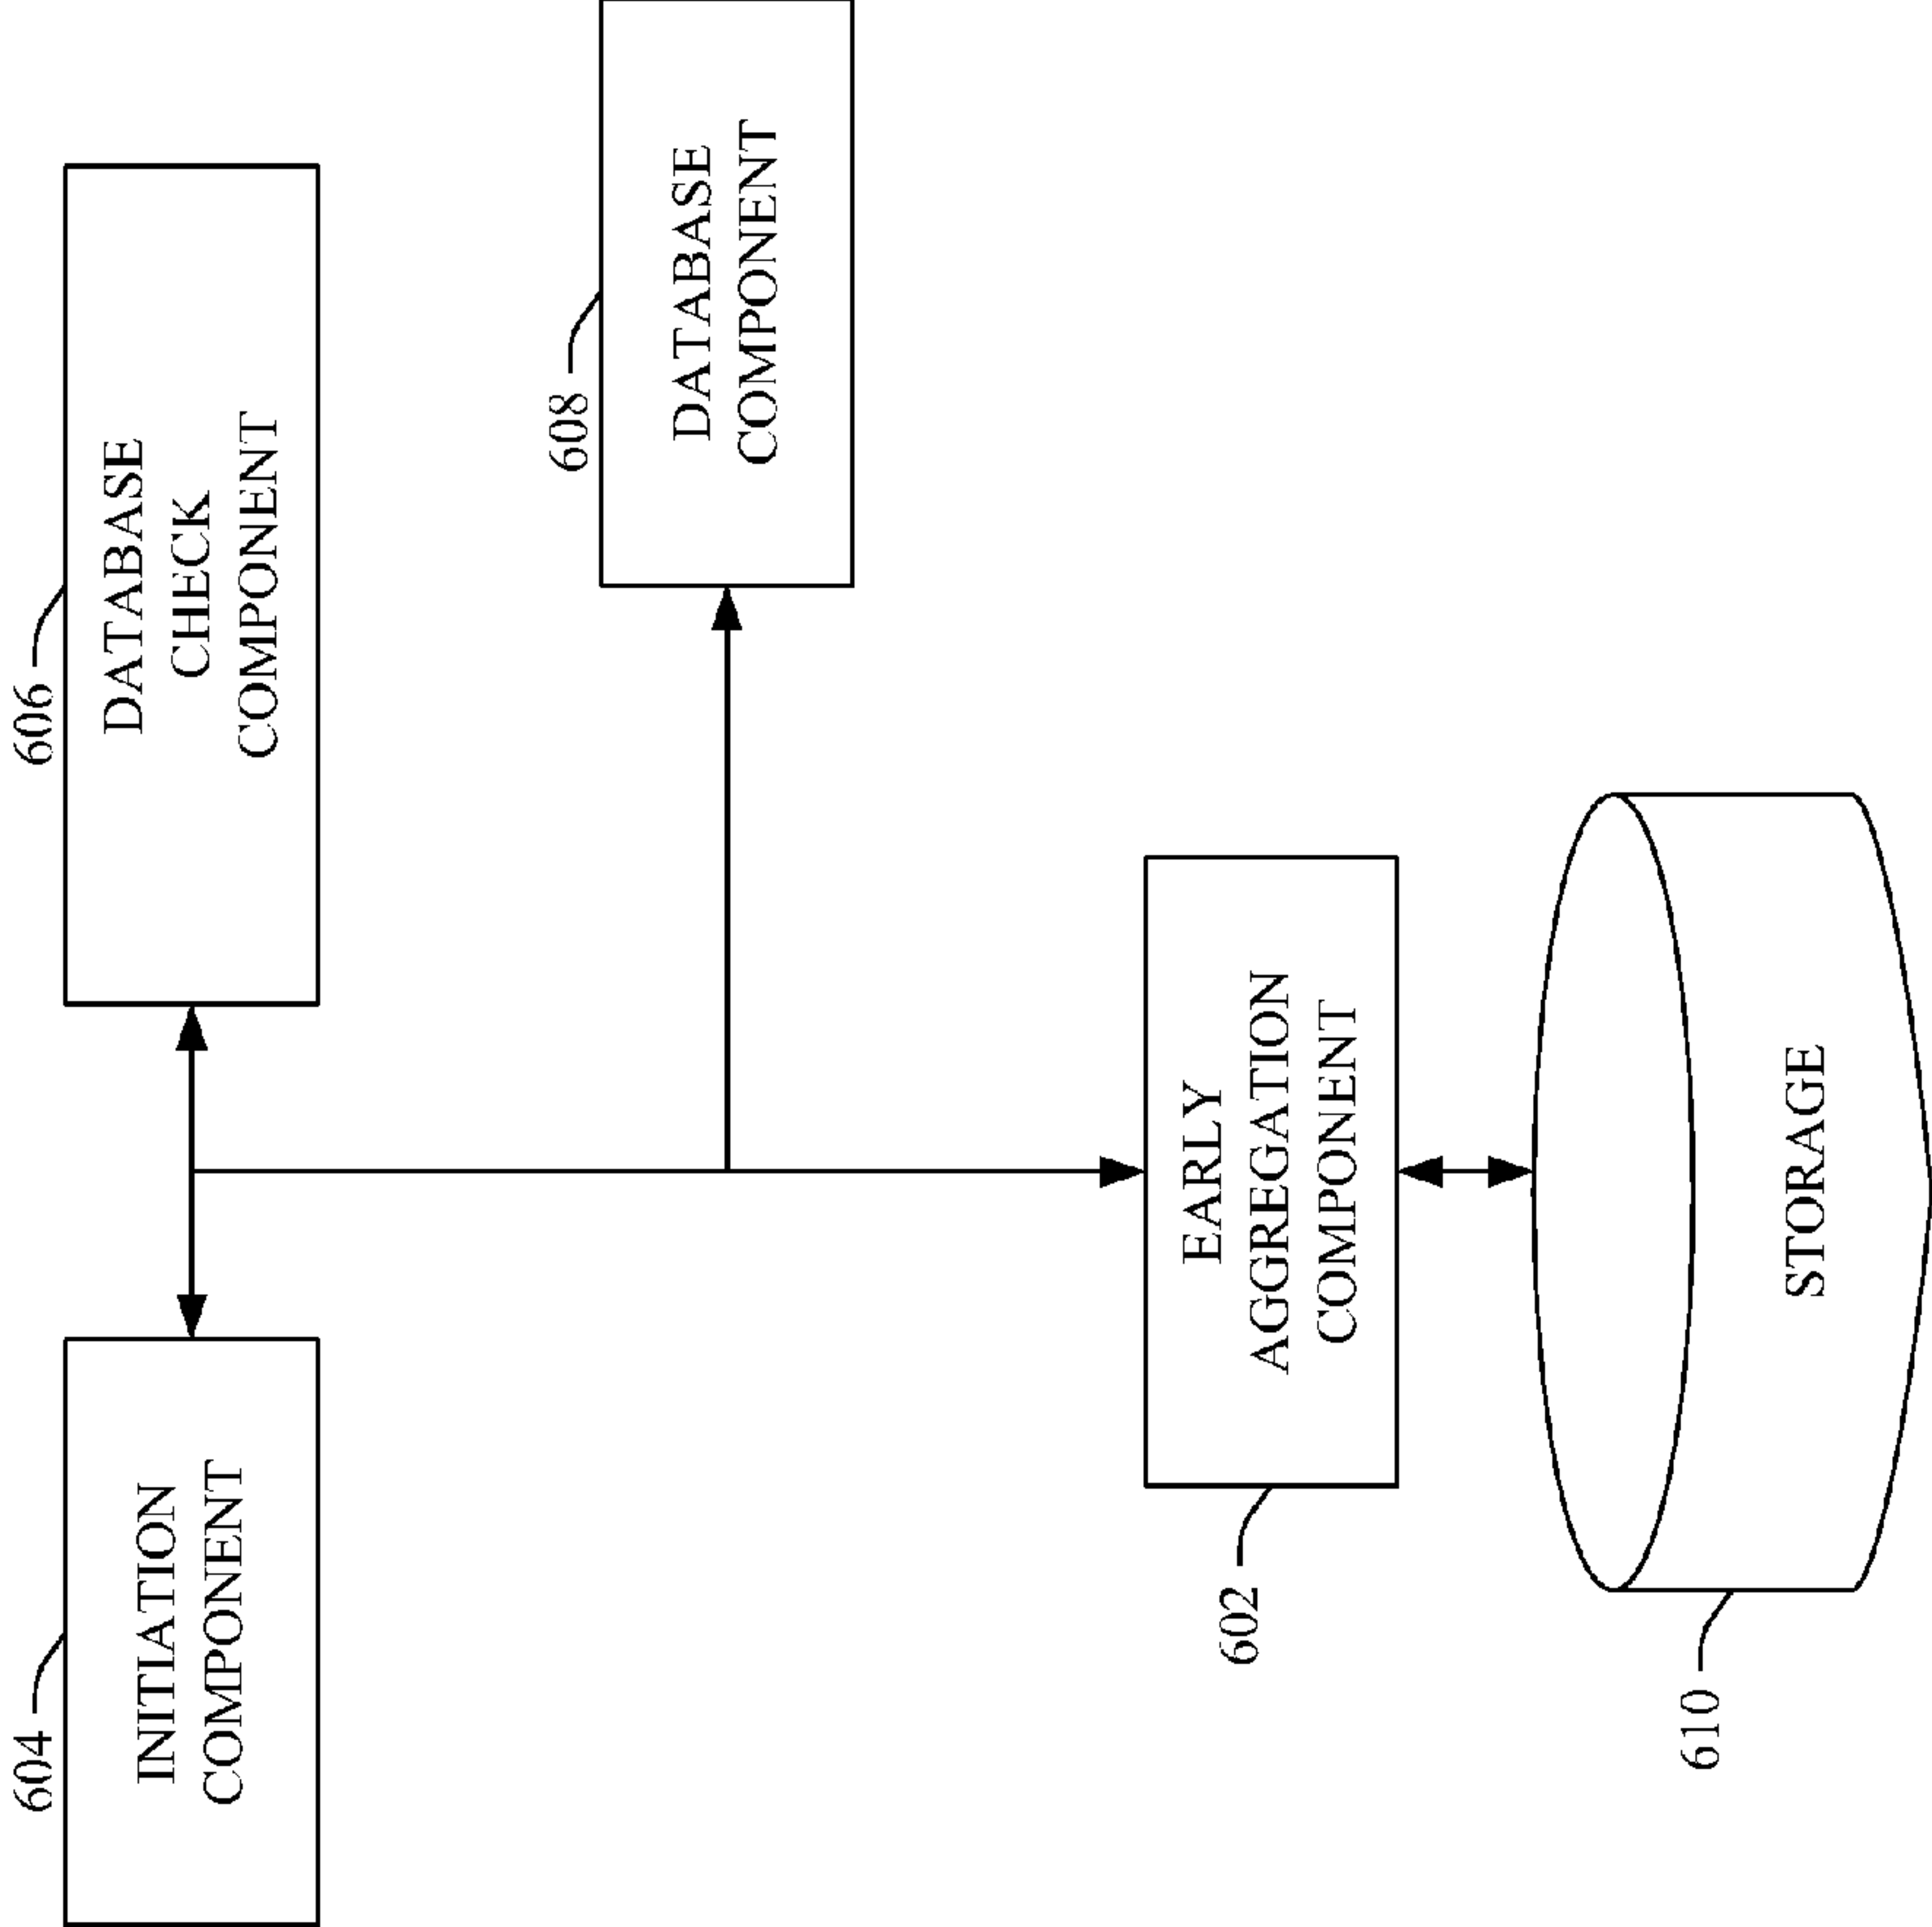 604
INITIATION
COMPONENT
606
DATABASE
CHECK
COMPONENT
608
DATABASE
COMPONENT
602
EARLY
AGGREGATION
COMPONENT
610
STORAGE